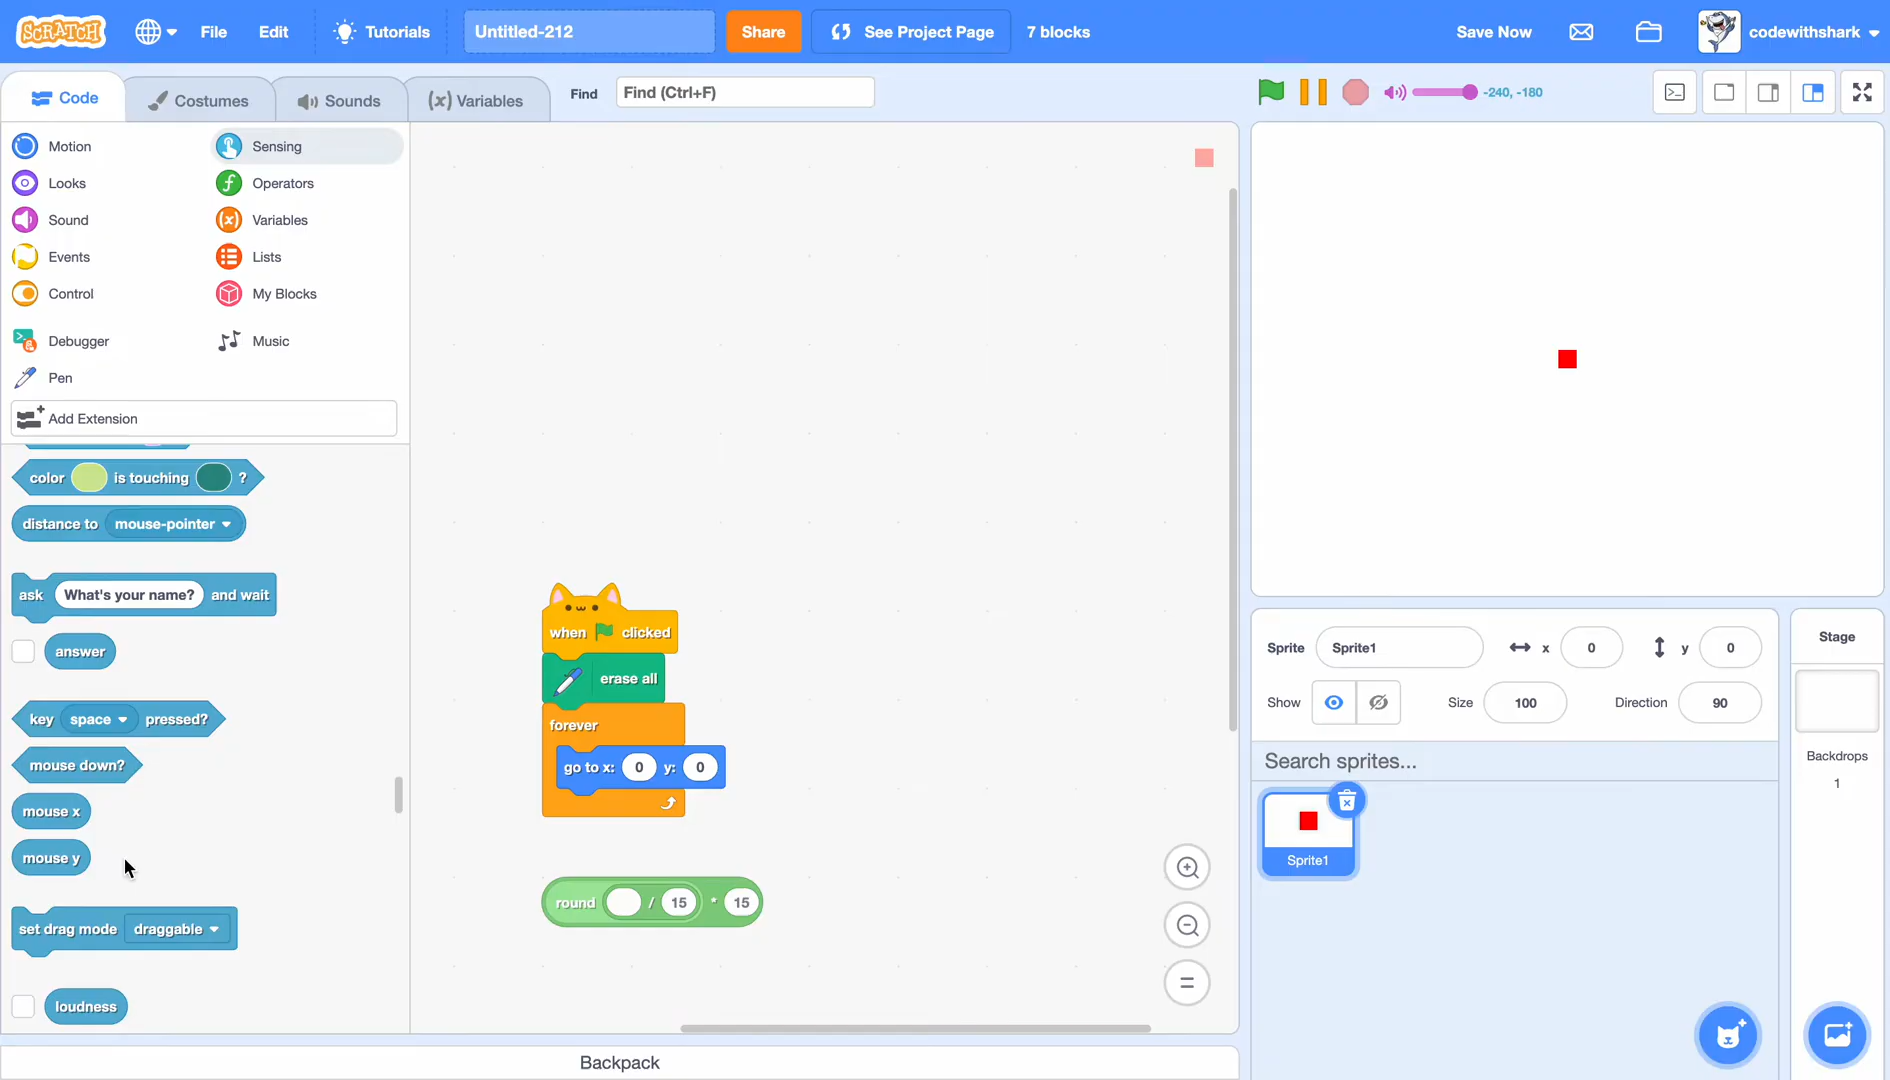 SCRATCH File Edit Tutorials Untitled-212 Share See Project Page 7 blocks Save Now codewithshark
Code Costumes Sounds (x) Variables Find Find (Ctrl+F) -240, -180
Motion Sensing
Looks Operators
Sound Variables
Events Lists
Control My Blocks
Debugger Music
Pen
Add Extension
color is touching ?
distance to mouse-pointer
ask What's your name? and wait
answer
key space pressed?
mouse down?
mouse x
mouse y
set drag mode draggable
loudness
when clicked
erase all
forever
go to x: 0 y: 0
round / 15 * 15
Backpack
Sprite Sprite1 x 0 y 0
Show Size 100 Direction 90
Search sprites...
Sprite1
Stage
Backdrops
1